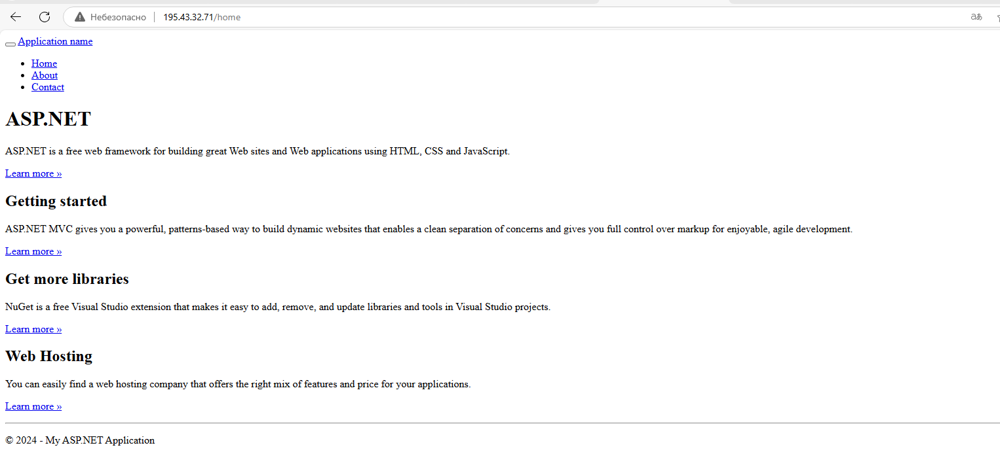 Небезопасно 195.43.32.71/home
Application name
Home
About
Contact
ASP.NET
ASP.NET is a free web framework for building great Web sites and Web applications using HTML, CSS and JavaScript.
Learn more »
Getting started
ASP.NET MVC gives you a powerful, patterns-based way to build dynamic websites that enables a clean separation of concerns and gives you full control over markup for enjoyable, agile development.
Learn more »
Get more libraries
NuGet is a free Visual Studio extension that makes it easy to add, remove, and update libraries and tools in Visual Studio projects.
Learn more »
Web Hosting
You can easily find a web hosting company that offers the right mix of features and price for your applications.
Learn more »
© 2024 - My ASP.NET Application